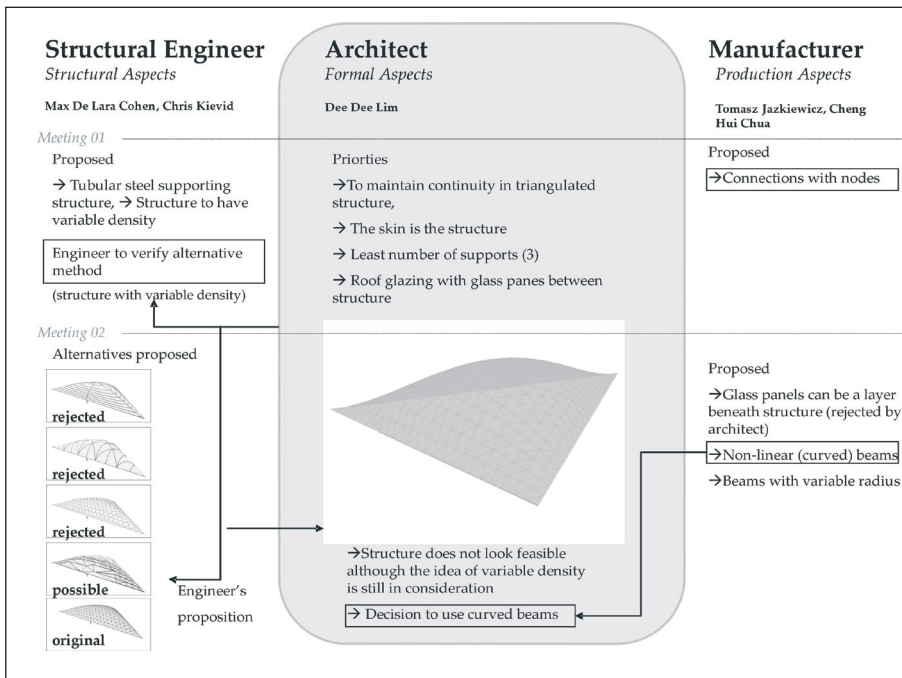 Structural Engineer
Structural Aspects
Max De Lara Cohen, Chris Kievid
Architect
Formal Aspects
Dee Dee Lim
Manufacturer
Production Aspects
Tomasz Jazkiewicz, Cheng
Hui Chua
Meeting 01
Proposed
→ Tubular steel supporting
structure, → Structure to have
variable density
Engineer to verify alternative
method
(structure with variable density)
Priorties
→To maintain continuity in triangulated
structure,
→ The skin is the structure
→ Least number of supports (3)
→ Roof glazing with glass panes between
structure
Proposed
→Connections with nodes
Meeting 02
Alternatives proposed
rejected
rejected
rejected
possible
original
Engineer's
proposition
→Structure does not look feasible
although the idea of variable density
is still in consideration
→ Decision to use curved beams
Proposed
→Glass panels can be a layer
beneath structure (rejected by
architect)
→Non-linear (curved) beams
→Beams with variable radius